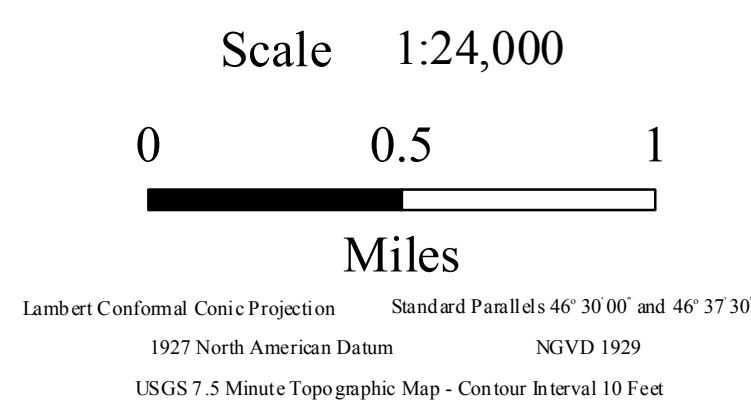 Scale 1:24,000
0 0.5 1
Miles
Lambert Conformal Conic Projection Standard Parallels 46° 30' 00" and 46° 37' 30"
1927 North American Datum NGVD 1929
USGS 7.5 Minute Topographic Map - Contour Interval 10 Feet